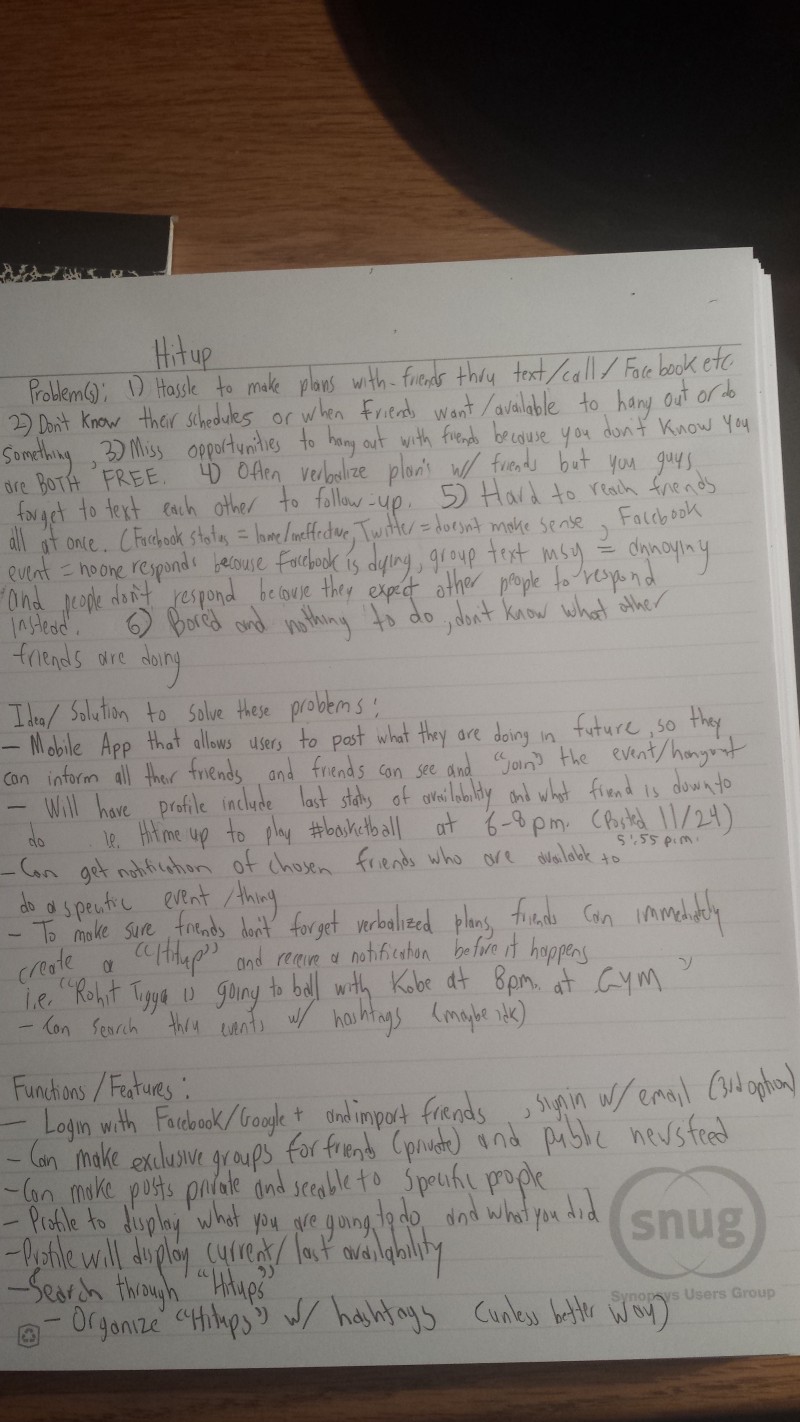 Hitup
Problem(s): 1) Hassle to make plans with friends thru text/call/Facebook etc.
2) Don't know their schedules or when friends want/available to hang out or do
something, 3) Miss opportunities to hang out with friends because you don't know you
are BOTH FREE. 4) Often verbalize plans w/ friends but you guys
forget to text each other to follow-up. 5) Hard to reach friends
all at once. (Facebook status = lame/ineffective, Twitter = doesn't make sense, Facebook
event = no one responds because Facebook is dying, group text msg = annoying
and people don't respond because they expect other people to respond
instead. 6) Bored and nothing to do, don't know what other
friends are doing
Idea/Solution to solve these problems:
- Mobile App that allows users to post what they are doing in future, so they
can inform all their friends and friends can see and "join" the event/hangout
- Will have profile include last status of availability and what friend is down to
do ie. Hit me up to play #basketball at 6-8pm. (Posted 11/24)
5:55 p.m.
- Can get notification of chosen friends who are available to
do a specific event/thing
- To make sure friends don't forget verbalized plans, friends can immediately
create a "Hitup" and receive a notification before it happens
i.e. "Rohit Tigga is going to ball with Kobe at 8pm. at Gym"
- Can search thru events w/ hashtags (maybe idk)
Functions/Features:
- Login with Facebook/Google+ and import friends, sign in w/ email (3rd option)
- Can make exclusive groups for friends (private) and public newsfeed
- Can make posts private and seeable to specific people
- Profile to display what you are going to do and what you did
- Profile will display current/last availability
- Search through "Hitups"
- Organize "Hitups" w/ hashtags (unless better way)
snug
Synopsys Users Group